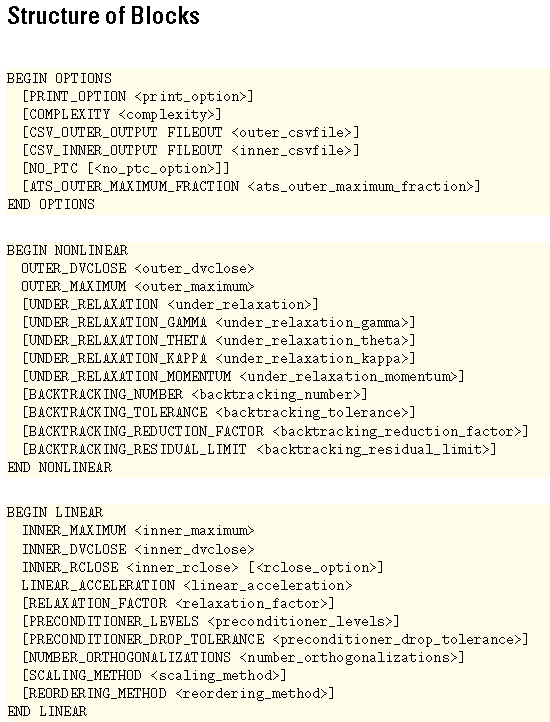 Structure of Blocks
BEGIN OPTIONS
[PRINT_OPTION <print_option>]
[COMPLEXITY <complexity>]
[CSV_OUTER_OUTPUT FILEOUT <outer_csvfile>]
[CSV_INNER_OUTPUT FILEOUT <inner_csvfile>]
[NO_PTC [<no_ptc_option>]]
[ATS_OUTER_MAXIMUM_FRACTION <ats_outer_maximum_fraction>]
END OPTIONS
BEGIN NONLINEAR
OUTER_DVCLOSE <outer_dvclose>
OUTER_MAXIMUM <outer_maximum>
[UNDER_RELAXATION <under_relaxation>]
[UNDER_RELAXATION_GAMMA <under_relaxation_gamma>]
[UNDER_RELAXATION_THETA <under_relaxation_theta>]
[UNDER_RELAXATION_KAPPA <under_relaxation_kappa>]
[UNDER_RELAXATION_MOMENTUM <under_relaxation_momentum>]
[BACKTRACKING_NUMBER <backtracking_number>]
[BACKTRACKING_TOLERANCE <backtracking_tolerance>]
[BACKTRACKING_REDUCTION_FACTOR <backtracking_reduction_factor>]
[BACKTRACKING_RESIDUAL_LIMIT <backtracking_residual_limit>]
END NONLINEAR
BEGIN LINEAR
INNER_MAXIMUM <inner_maximum>
INNER_DVCLOSE <inner_dvclose>
INNER_RCLOSE <inner_rclose> [<rclose_option>]
LINEAR_ACCELERATION <linear_acceleration>
[RELAXATION_FACTOR <relaxation_factor>]
[PRECONDITIONER_LEVELS <preconditioner_levels>]
[PRECONDITIONER_DROP_TOLERANCE <preconditioner_drop_tolerance>]
[NUMBER_ORTHOGONALIZATIONS <number_orthogonalizations>]
[SCALING_METHOD <scaling_method>]
[REORDERING_METHOD <reordering_method>]
END LINEAR